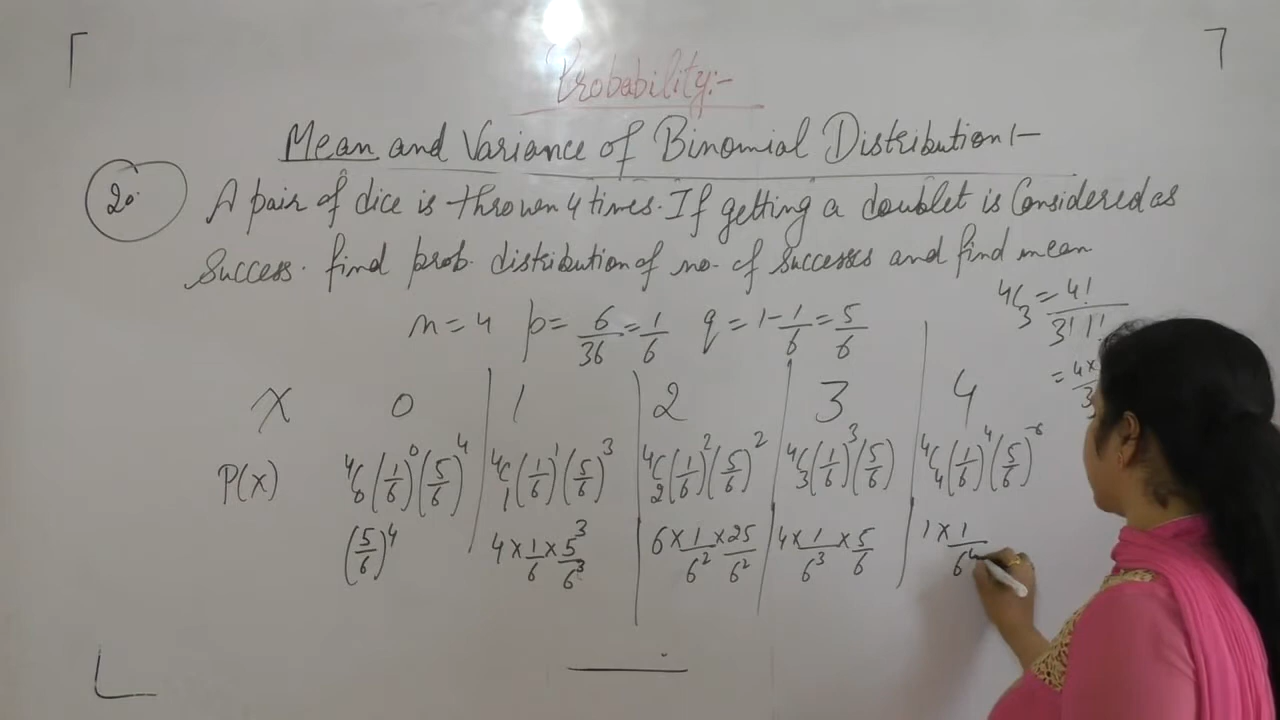 Probability:-
Mean and Variance of Binomial Distribution:-
20. A pair of dice is thrown 4 times. If getting a doublet is Considered as
Success. find prob. distribution of no. of successes and find mean
n = 4 p = 6/36 = 1/6 q = 1 - 1/6 = 5/6
⁴C₃ = 4!/3!1!
= 4×
X 0 1 2 3 4
P(X) ⁴C₀(1/6)⁰(5/6)⁴ ⁴C₁(1/6)¹(5/6)³ ⁴C₂(1/6)²(5/6)² ⁴C₃(1/6)³(5/6) ⁴C₄(1/6)⁴(5/6)
(5/6)⁴ 4×1/6×5³/6³ 6×1/6²×25/6² 4×1/6³×5/6 1×1/6⁴